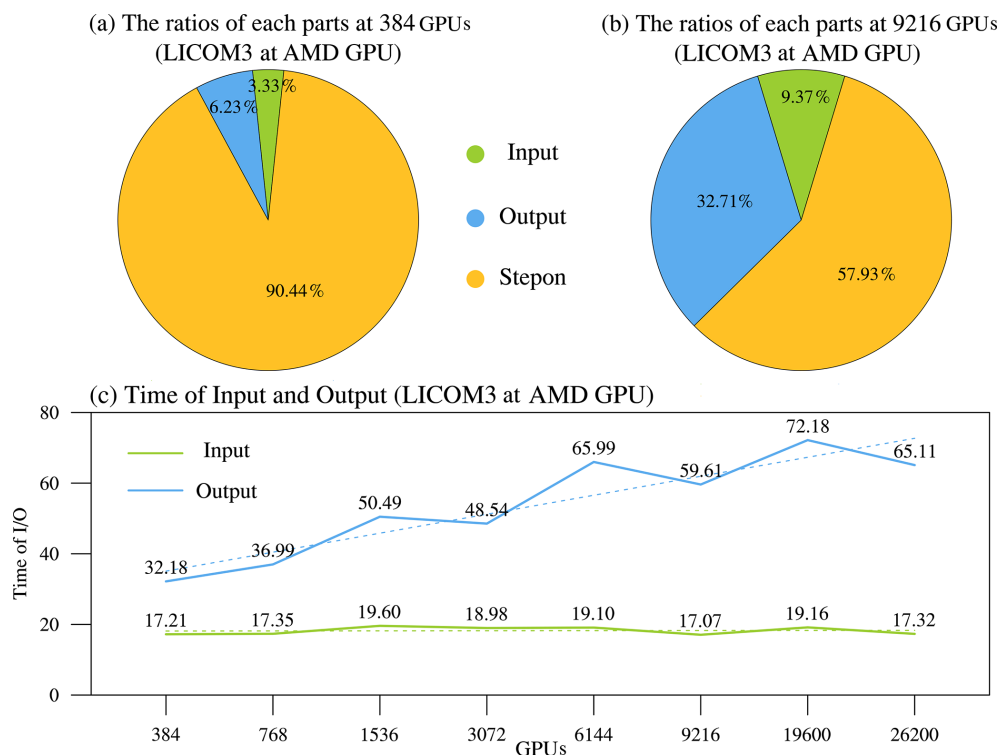 (a) The ratios of each parts at 384 GPUs
(LICOM3 at AMD GPU)
(b) The ratios of each parts at 9216 GPUs
(LICOM3 at AMD GPU)
3.33%
6.23%
90.44%
Input
Output
Stepon
9.37%
32.71%
57.93%
(c) Time of Input and Output (LICOM3 at AMD GPU)
Time of I/O
80
60
40
20
0
Input
Output
32.18
36.99
50.49
48.54
65.99
59.61
72.18
65.11
17.21
17.35
19.60
18.98
19.10
17.07
19.16
17.32
384
768
1536
3072
6144
9216
19600
26200
GPUs